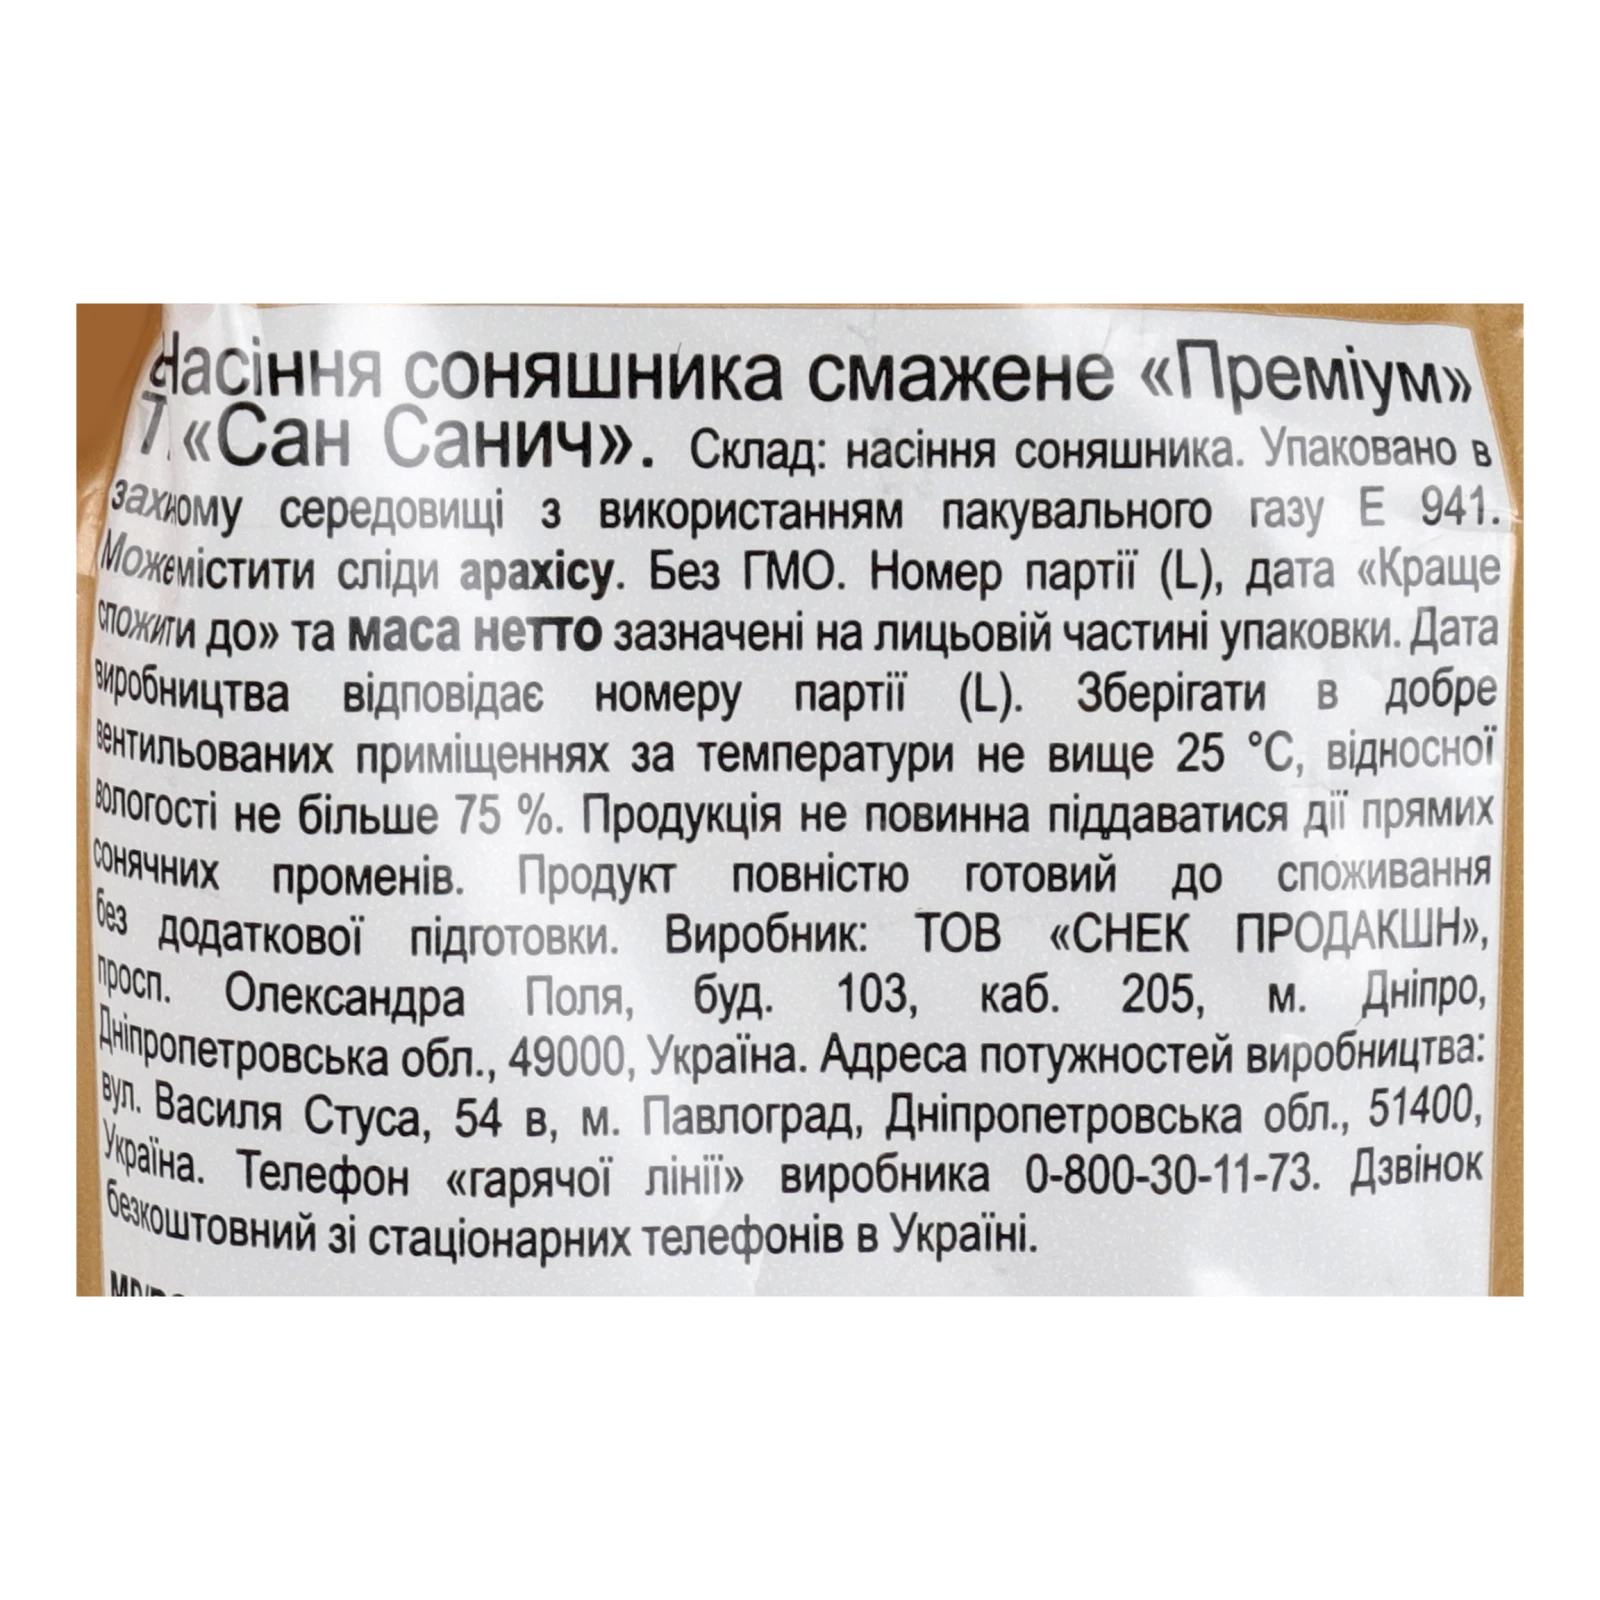 Насіння соняшника смажене «Преміум»
«Сан Санич». Склад: насіння соняшника. Упаковано в
середовищі з використанням пакувального газу Е 941.
Може містити сліди арахісу. Без ГМО. Номер партії (L), дата «Краще
спожити до» та маса нетто зазначені на лицьовій частині упаковки. Дата
виробництва відповідає номеру партії (L). Зберігати в добре
вентильованих приміщеннях за температури не вище 25 °С, відносної
вологості не більше 75 %. Продукція не повинна піддаватися дії прямих
сонячних променів. Продукт повністю готовий до споживання
без додаткової підготовки. Виробник: ТОВ «СНЕК ПРОДАКШН»,
просп. Олександра Поля, буд. 103, каб. 205, м. Дніпро,
Дніпропетровська обл., 49000, Україна. Адреса потужностей виробництва:
вул. Василя Стуса, 54 в, м. Павлоград, Дніпропетровська обл., 51400,
Україна. Телефон «гарячої лінії» виробника 0-800-30-11-73. Дзвінок
безкоштовний зі стаціонарних телефонів в Україні.